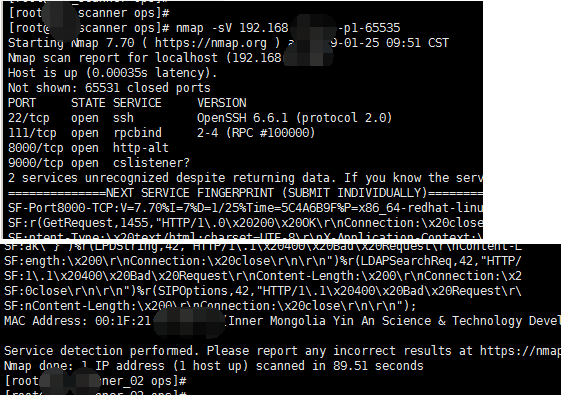 [root@ scanner ops]#
[root@ scanner ops]# nmap -sV 192.168 -p1-65535
Starting Nmap 7.70 ( https://nmap.org ) a 9-01-25 09:51 CST
Nmap scan report for localhost (192.168
Host is up (0.00035s latency).
Not shown: 65531 closed ports
PORT STATE SERVICE VERSION
22/tcp open ssh OpenSSH 6.6.1 (protocol 2.0)
111/tcp open rpcbind 2-4 (RPC #100000)
8000/tcp open http-alt
9000/tcp open cslistener?
2 services unrecognized despite returning data. If you know the serv
==============NEXT SERVICE FINGERPRINT (SUBMIT INDIVIDUALLY)========
SF-Port8000-TCP:V=7.70%I=7%D=1/25%Time=5C4A6B9F%P=x86_64-redhat-linu
SF:r(GetRequest,1455,"HTTP/1\.0\x20200\x20OK\r\nConnection:\x20close
SF:ntent-Type:\x20text/html;charset=UTF-8\r\nX-Application-Context:
SF:ak\ } )%r(LPDString,42,"HTTP/1\.1\x20400\x20Bad\x20Request\r\nContent-L
SF:ength:\x200\r\nConnection:\x20close\r\n\r\n")%r(LDAPSearchReq,42,"HTTP/
SF:1\.1\x20400\x20Bad\x20Request\r\nContent-Length:\x200\r\nConnection:\x2
SF:0close\r\n\r\n")%r(SIPOptions,42,"HTTP/1\.1\x20400\x20Bad\x20Request\r\
SF:nContent-Length:\x200\r\nConnection:\x20close\r\n\r\n");
MAC Address: 00:1F:21 (Inner Mongolia Yin An Science & Technology Devel
Service detection performed. Please report any incorrect results at https://nmap
Nmap done: 1 IP address (1 host up) scanned in 89.51 seconds
[root ner_02 ops]#
[root@ ner_02 ops]#